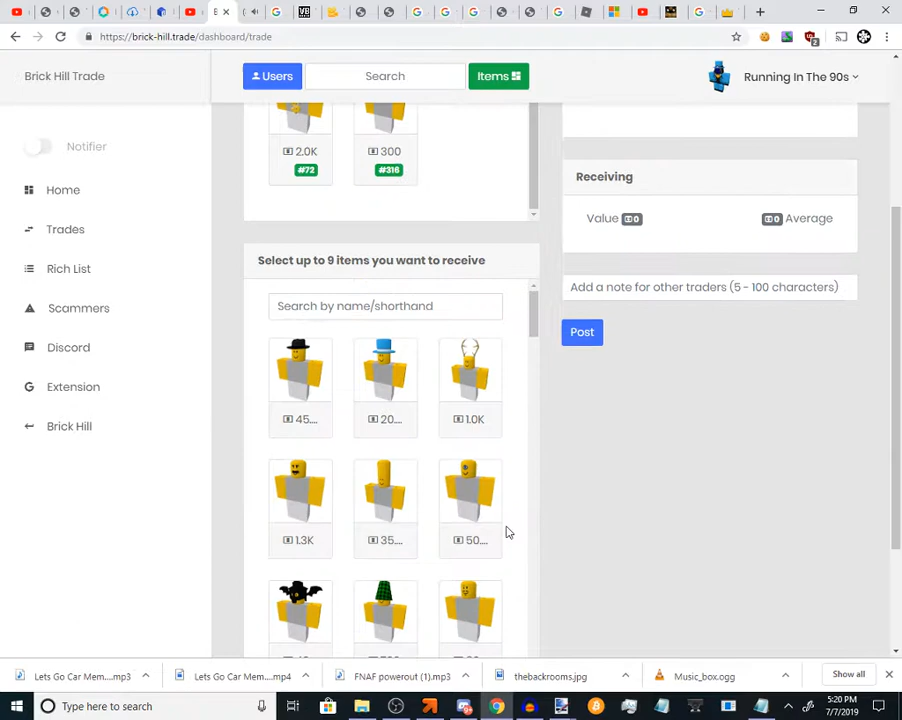 B
https://brick-hill.trade/dashboard/trade
2
Brick Hill Trade
Users
Search
Items
Running In The 90s
Notifier
Home
Trades
Rich List
Scammers
Discord
Extension
Brick Hill
2.0K
300
#72
#316
Receiving
Value 0
0 Average
Select up to 9 items you want to receive
Search by name/shorthand
Add a note for other traders (5 - 100 characters)
Post
45....
20....
1.0K
1.3K
35....
50....
Lets Go Car Mem....mp3
Lets Go Car Mem....mp4
FNAF powerout (1).mp3
thebackrooms.jpg
Music_box.ogg
Show all
Type here to search
5:20 PM
7/7/2019